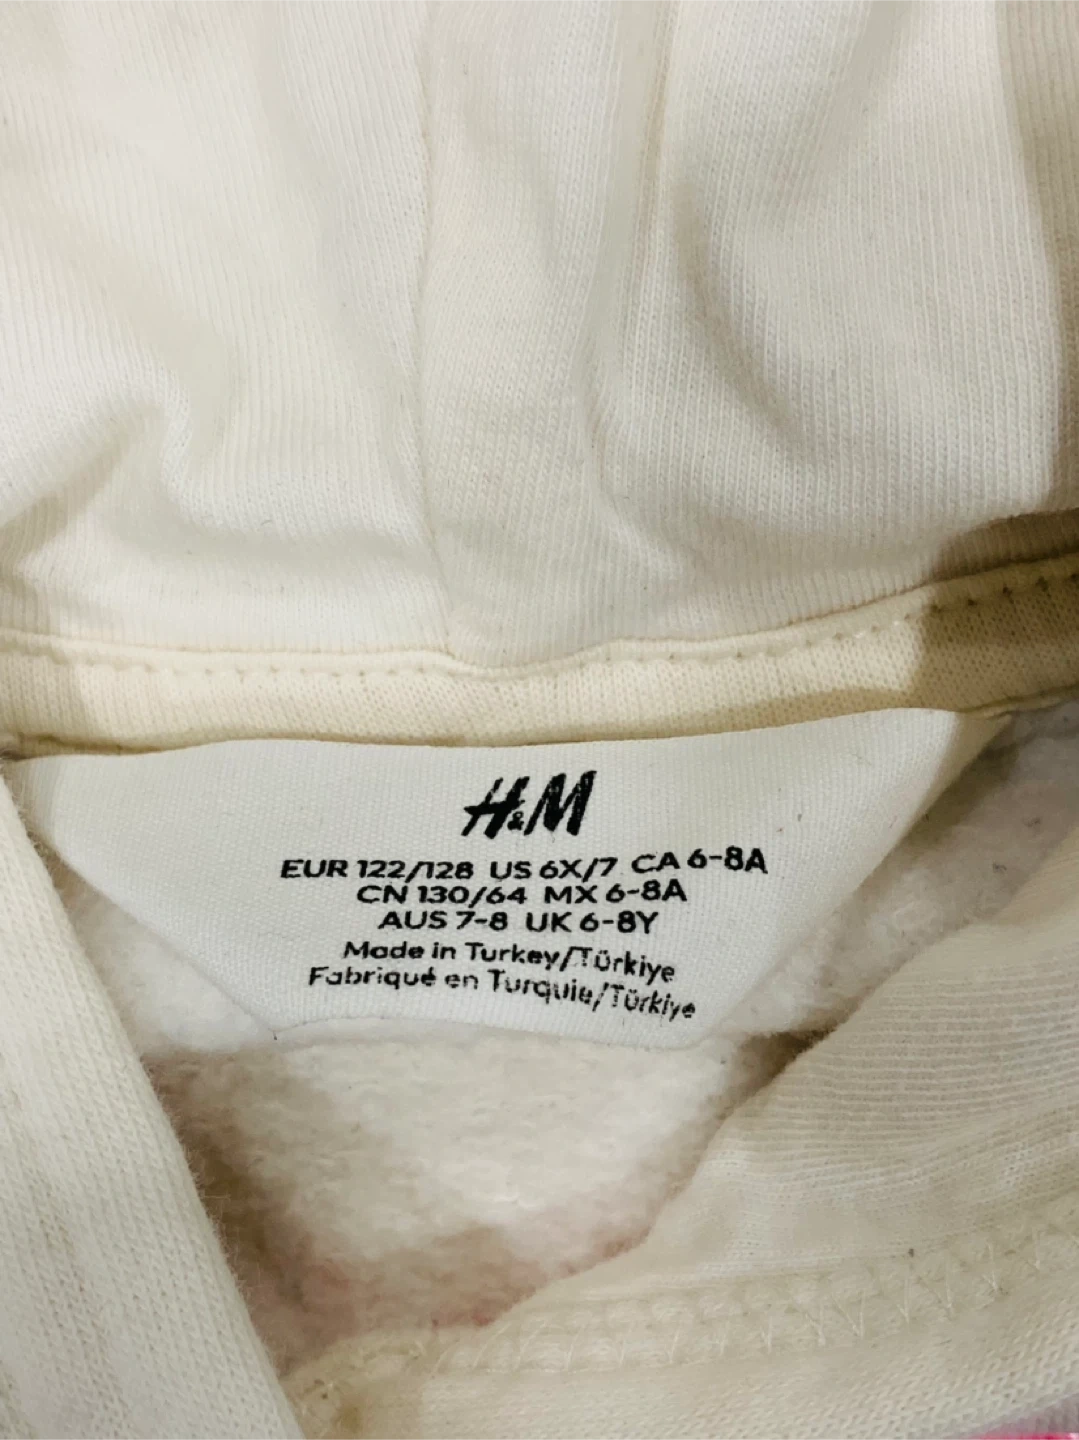 H&M
EUR 122/128 US 6X/7 CA 6-8A
CN 130/64 MX 6-8A
AUS 7-8 UK 6-8Y
Made in Turkey/Türkiye
Fabriqué en Turquie/Türkiye